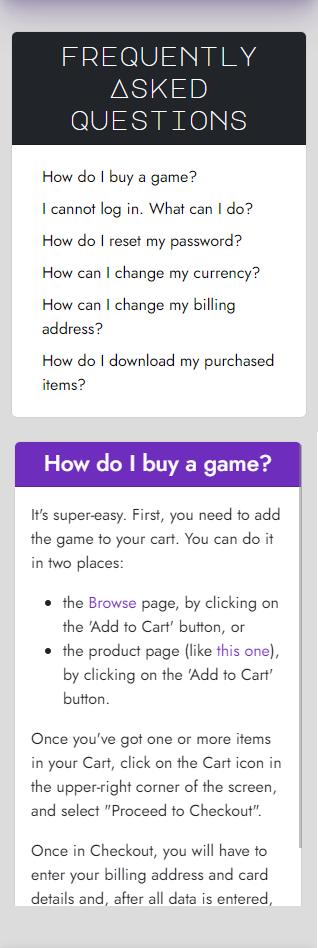 FREQUENTLY
ASKED
QUESTIONS
How do I buy a game?
I cannot log in. What can I do?
How do I reset my password?
How can I change my currency?
How can I change my billing
address?
How do I download my purchased
items?
How do I buy a game?
It's super-easy. First, you need to add
the game to your cart. You can do it
in two places:
the Browse page, by clicking on
the 'Add to Cart' button, or
the product page (like this one),
by clicking on the 'Add to Cart'
button.
Once you've got one or more items
in your Cart, click on the Cart icon in
the upper-right corner of the screen,
and select "Proceed to Checkout".
Once in Checkout, you will have to
enter your billing address and card
details and, after all data is entered,